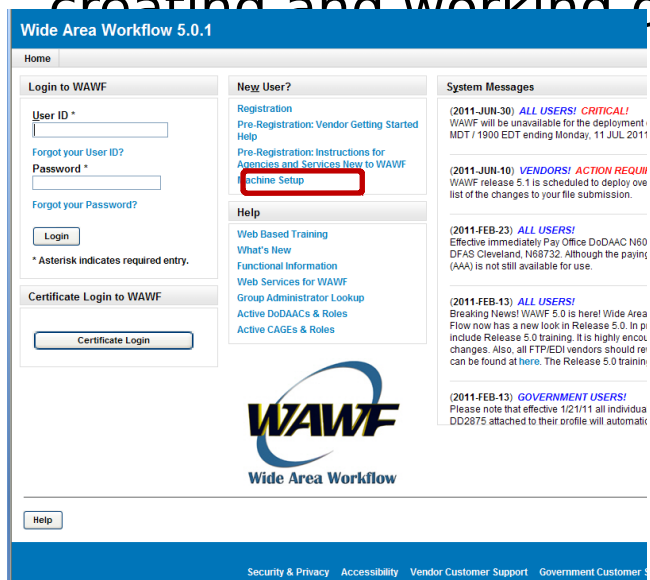 creating and working
Wide Area Workflow 5.0.1
Home
Login to WAWF
User ID *
Forgot your User ID?
Password *
Forgot your Password?
Login
* Asterisk indicates required entry.
Certificate Login to WAWF
Certificate Login
New User?
Registration
Pre-Registration: Vendor Getting Started
Help
Pre-Registration: Instructions for
Agencies and Services New to WAWF
Machine Setup
Help
Web Based Training
What's New
Functional Information
Web Services for WAWF
Group Administrator Lookup
Active DoDAACs & Roles
Active CAGEs & Roles
WAWF
Wide Area Workflow
System Messages
(2011-JUN-30) ALL USERS! CRITICAL!
WAWF will be unavailable for the deployment
MDT / 1900 EDT ending Monday, 11 JUL 2011
(2011-JUN-10) VENDORS! ACTION
WAWF release 5.1 is scheduled to deploy
list of the changes to your file submission.
(2011-FEB-23) ALL USERS!
Effective immediately Pay Office DoDAAC
DFAS Cleveland, N68732. Although the paying
(AAA) is not still available for use.
(2011-FEB-13) ALL USERS!
Breaking News! WAWF 5.0 is here! Wide Area
Flow now has a new look in Release 5.0. In
include Release 5.0 training. It is highly
changes. Also, all FTP/EDI vendors should
can be found at here. The Release 5.0
(2011-FEB-13) GOVERNMENT USERS!
Please note that effective 1/21/11 all
DD2875 attached to their profile will
Help
Security & Privacy Accessibility Vendor Customer Support Government Customer